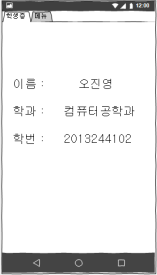 12:00
학생증 메뉴
이름 : 오진영
학과 : 컴퓨터공학과
학번 : 2013244102